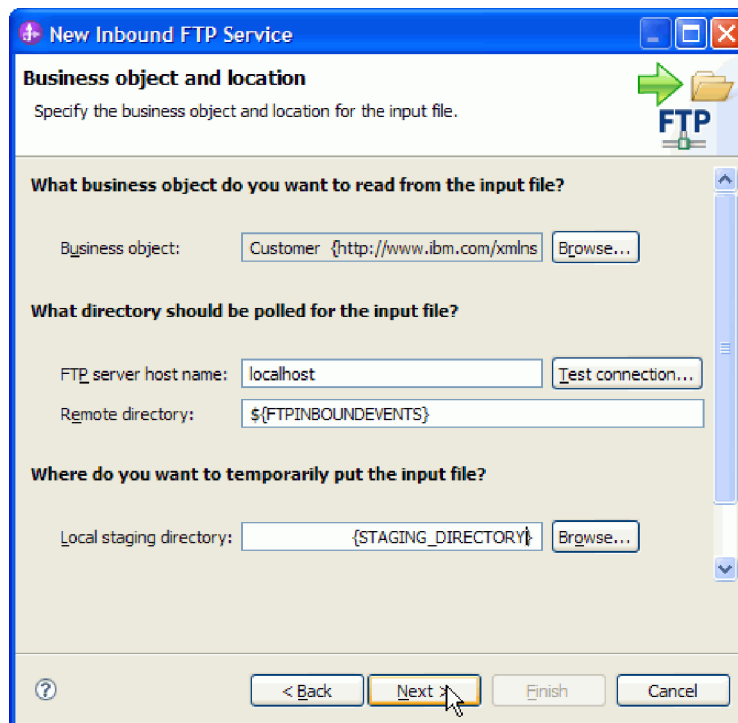 New Inbound FTP Service
Business object and location
Specify the business object and location for the input file.
FTP
What business object do you want to read from the input file?
Business object: Customer {http://www.ibm.com/xmlns Browse...
What directory should be polled for the input file?
FTP server host name: localhost Test connection...
Remote directory: ${FTPINBOUNDEVENTS}
Where do you want to temporarily put the input file?
Local staging directory: {STAGING_DIRECTORY} Browse...
? < Back Next > Finish Cancel